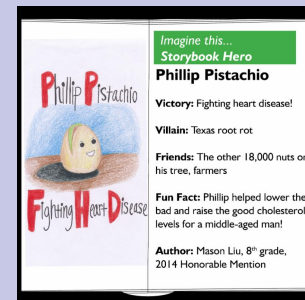 Phillip Pistachio
Fighting Heart Disease
Imagine this...
Storybook Hero
Phillip Pistachio
Victory: Fighting heart disease!
Villain: Texas root rot
Friends: The other 18,000 nuts on
his tree, farmers
Fun Fact: Phillip helped lower the
bad and raise the good cholesterol
levels for a middle-aged man!
Author: Mason Liu, 8th grade,
2014 Honorable Mention